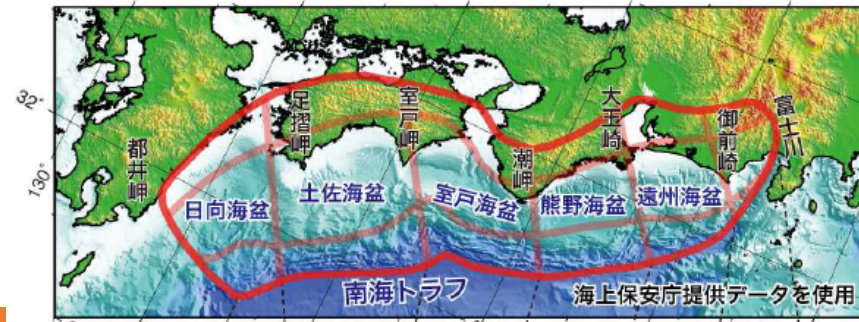 32°
130°
都井岬
足摺岬
室戸岬
潮岬
大王崎
御前崎
富士川
日向海盆
土佐海盆
室戸海盆
熊野海盆
遠州海盆
南海トラフ
海上保安庁提供データを使用